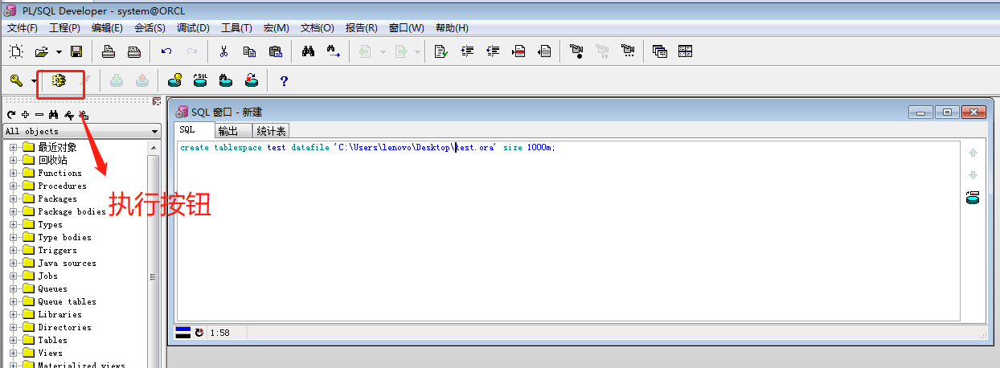 PL/SQL Developer - system@ORCL
文件(F) 工程(P) 编辑(E) 会话(S) 调试(D) 工具(T) 宏(M) 文档(O) 报告(R) 窗口(W) 帮助(H)
SQL
?
All objects
最近对象
回收站
Functions
Procedures
Packages
Package bodies
Types
Type bodies
Triggers
Java sources
Jobs
Queues
Queue tables
Libraries
Directories
Tables
Views
Materialized views
执行按钮
SQL 窗口 - 新建
SQL 输出 统计表
create tablespace test datafile 'C:\Users\lenovo\Desktop\test.ora' size 1000m;
1:58